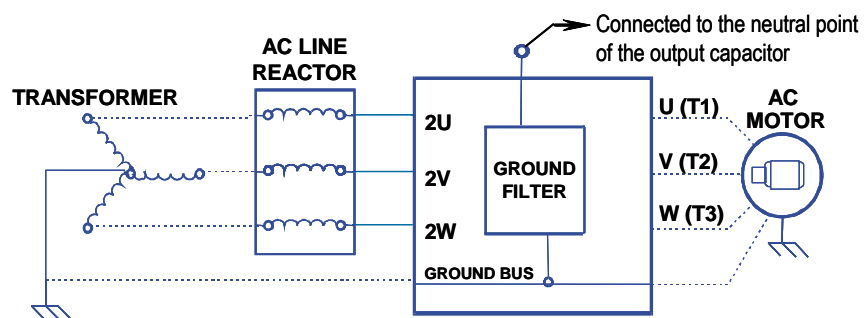 Connected to the neutral point
of the output capacitor
AC LINE
REACTOR
TRANSFORMER
2U
2V
2W
GROUND
FILTER
GROUND BUS
U (T1)
V (T2)
W (T3)
AC
MOTOR